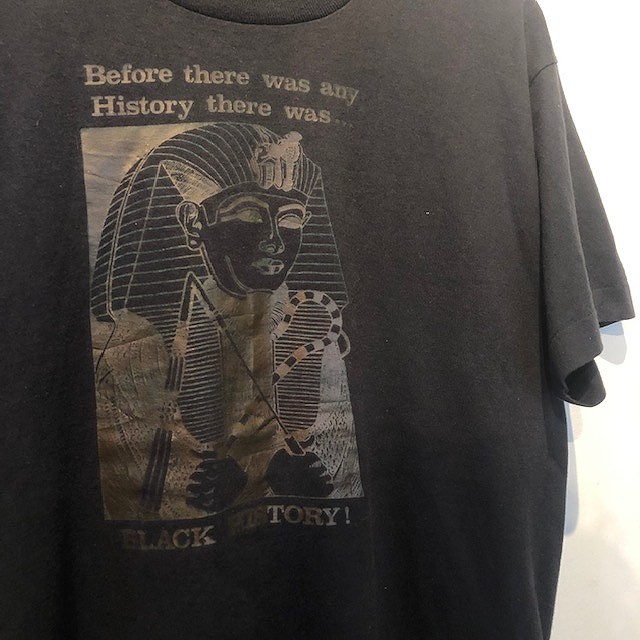 Before there was any
History there was...
BLACK HISTORY!